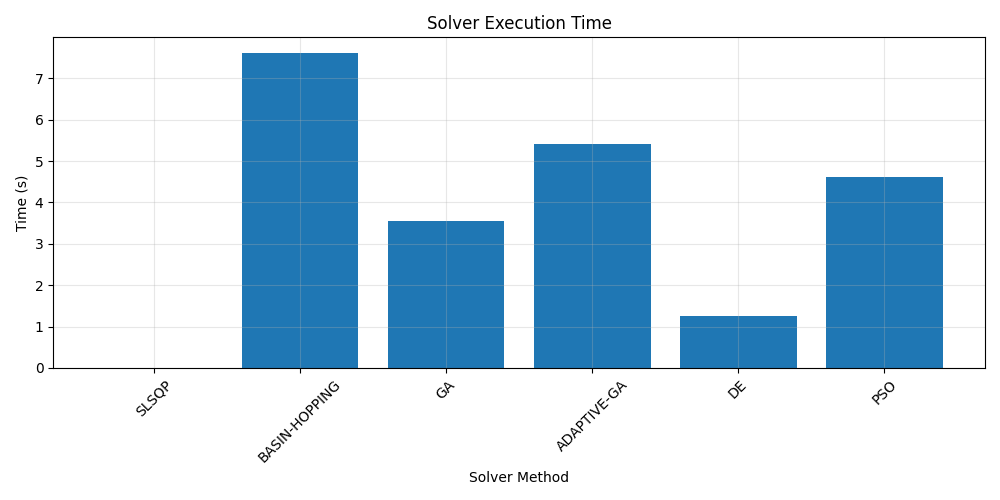 Solver Execution Time
Time (s)
7
6
5
4
3
2
1
0
SLSQP
BASIN-HOPPING
GA
ADAPTIVE-GA
DE
PSO
Solver Method